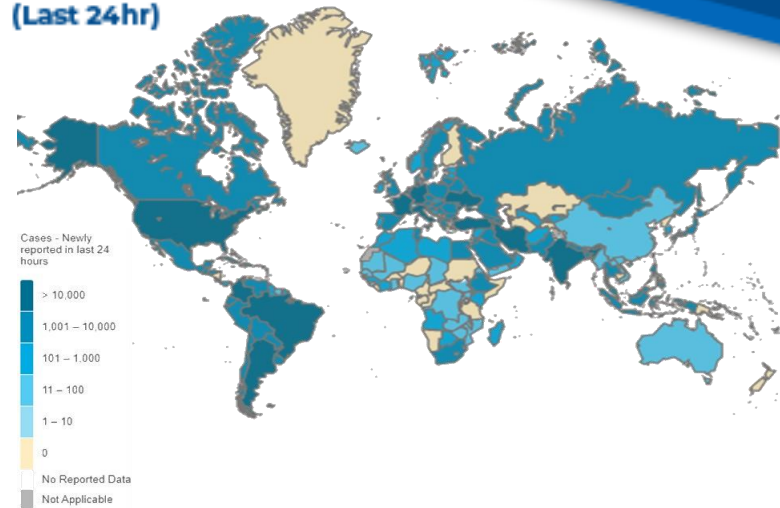 (Last 24hr)
Cases - Newly
reported in last 24
hours
> 10,000
1,001 – 10,000
101 – 1,000
11 – 100
1 – 10
0
No Reported Data
Not Applicable